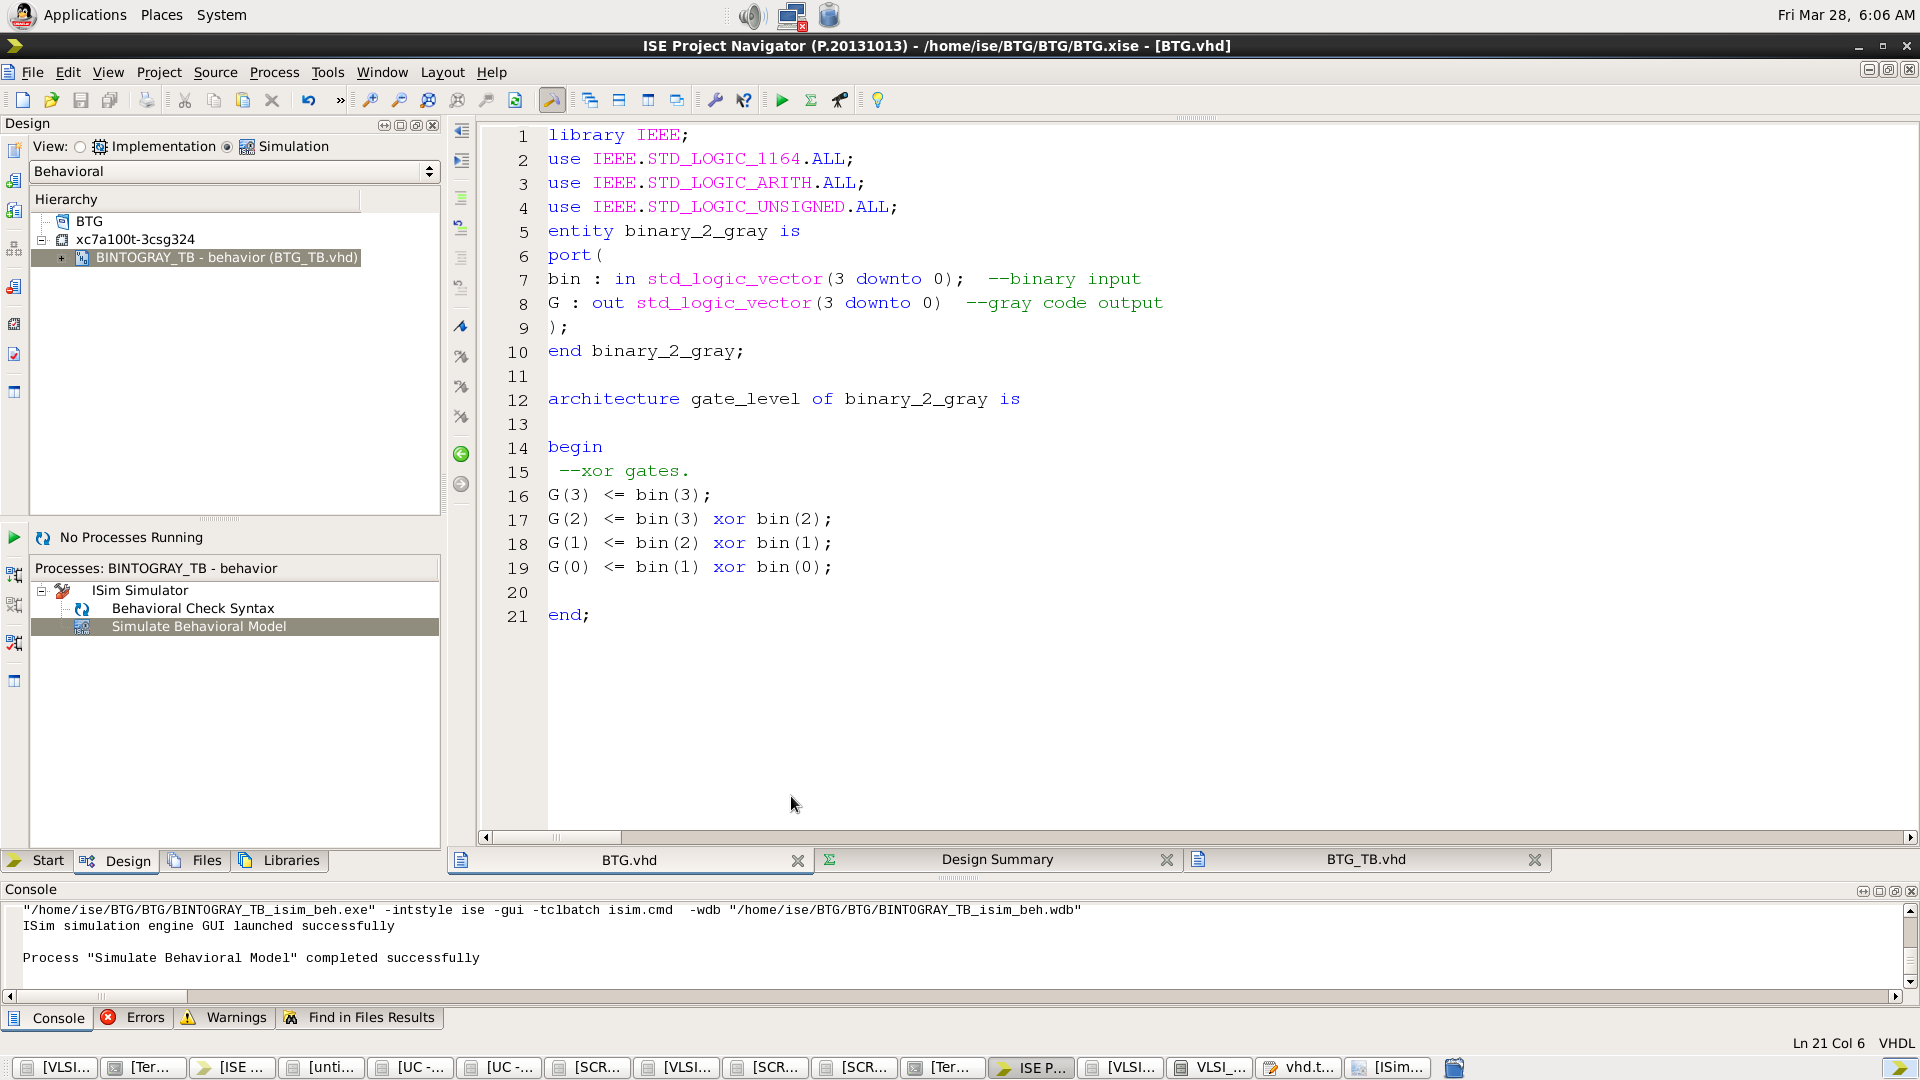 Applications Places System
Fri Mar 28, 6:06 AM
ISE Project Navigator (P.20131013) - /home/ise/BTG/BTG/BTG.xise - [BTG.vhd]
File Edit View Project Source Process Tools Window Layout Help
»
Design
View: Implementation Simulation
Behavioral
Hierarchy
BTG
xc7a100t-3csg324
BINTOGRAY_TB - behavior (BTG_TB.vhd)
No Processes Running
Processes: BINTOGRAY_TB - behavior
ISim Simulator
Behavioral Check Syntax
Simulate Behavioral Model
Start Design Files Libraries
1 library IEEE;
2 use IEEE.STD_LOGIC_1164.ALL;
3 use IEEE.STD_LOGIC_ARITH.ALL;
4 use IEEE.STD_LOGIC_UNSIGNED.ALL;
5 entity binary_2_gray is
6 port(
7 bin : in std_logic_vector(3 downto 0);  --binary input
8 G : out std_logic_vector(3 downto 0)  --gray code output
9 );
10 end binary_2_gray;
11
12 architecture gate_level of binary_2_gray is
13
14 begin
15  --xor gates.
16 G(3) <= bin(3);
17 G(2) <= bin(3) xor bin(2);
18 G(1) <= bin(2) xor bin(1);
19 G(0) <= bin(1) xor bin(0);
20
21 end;
BTG.vhd Design Summary BTG_TB.vhd
Console
"/home/ise/BTG/BTG/BINTOGRAY_TB_isim_beh.exe" -intstyle ise -gui -tclbatch isim.cmd  -wdb "/home/ise/BTG/BTG/BINTOGRAY_TB_isim_beh.wdb"
ISim simulation engine GUI launched successfully
Process "Simulate Behavioral Model" completed successfully
Console Errors Warnings Find in Files Results
Ln 21 Col 6 VHDL
[VLSI... [Ter... [ISE ... [unti... [UC -... [UC -... [SCR... [VLSI... [SCR... [SCR... [Ter... ISE P... [VLSI... VLSI_... vhd.t... [ISim...